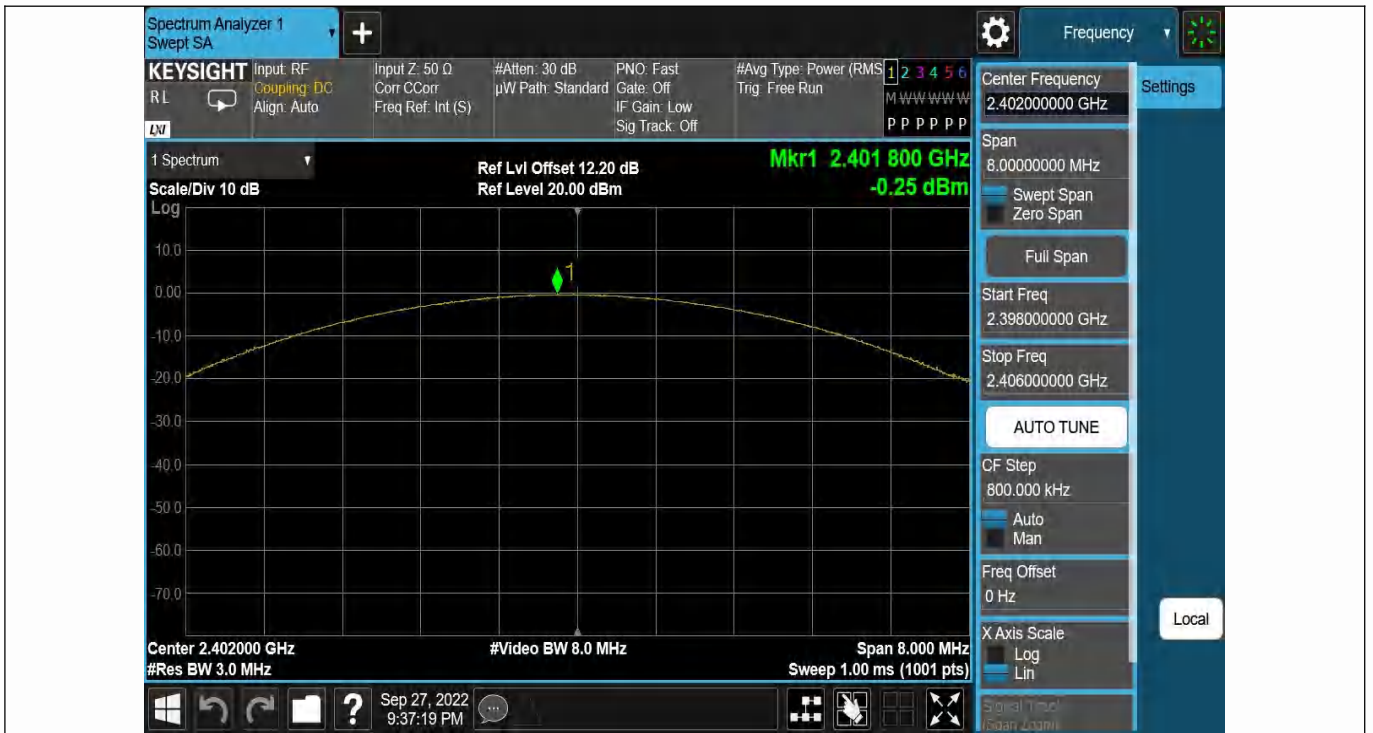 Spectrum Analyzer 1
Swept SA
+
Frequency
KEYSIGHT
R L
LXI
Input: RF
Coupling: DC
Align: Auto
Input Z: 50 Ω
Corr CCorr
Freq Ref: Int (S)
#Atten: 30 dB
µW Path: Standard
PNO: Fast
Gate: Off
IF Gain: Low
Sig Track: Off
#Avg Type: Power (RMS
Trig: Free Run
1 2 3 4 5 6
M W W W W W
P P P P P P
Center Frequency
2.402000000 GHz
Settings
1 Spectrum
Scale/Div 10 dB
Ref Lvl Offset 12.20 dB
Ref Level 20.00 dBm
Mkr1 2.401 800 GHz
-0.25 dBm
Log
10.0
0.00
-10.0
-20.0
-30.0
-40.0
-50.0
-60.0
-70.0
1
Span
8.00000000 MHz
Swept Span
Zero Span
Full Span
Start Freq
2.398000000 GHz
Stop Freq
2.406000000 GHz
AUTO TUNE
CF Step
800.000 kHz
Auto
Man
Freq Offset
0 Hz
X Axis Scale
Log
Lin
Signal Track
(Span Zoom)
Local
Center 2.402000 GHz
#Res BW 3.0 MHz
#Video BW 8.0 MHz
Span 8.000 MHz
Sweep 1.00 ms (1001 pts)
?
Sep 27, 2022
9:37:19 PM